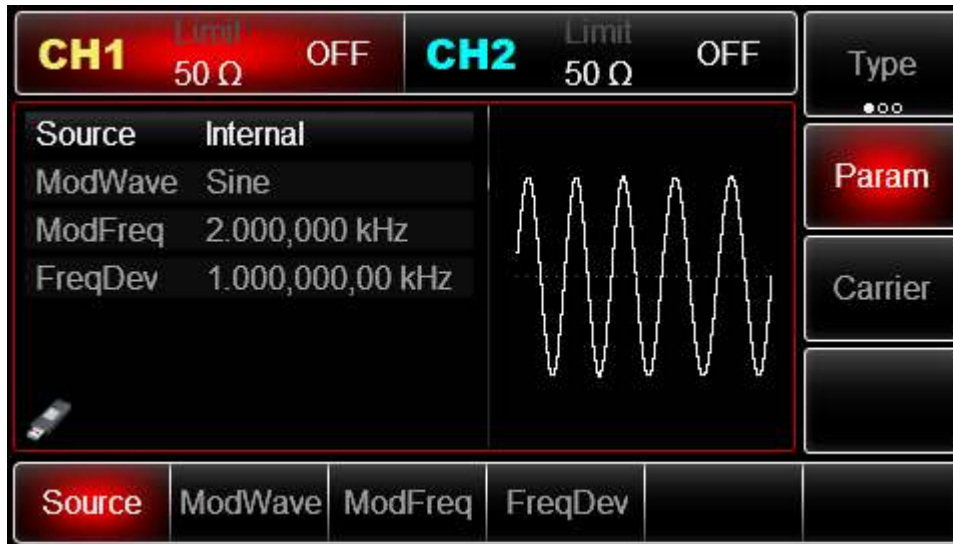 CH1 Limit 50 Ω OFF CH2 Limit 50 Ω OFF
Type
Source Internal
ModWave Sine
ModFreq 2.000,000 kHz
FreqDev 1.000,000,00 kHz
Param
Carrier
Source ModWave ModFreq FreqDev